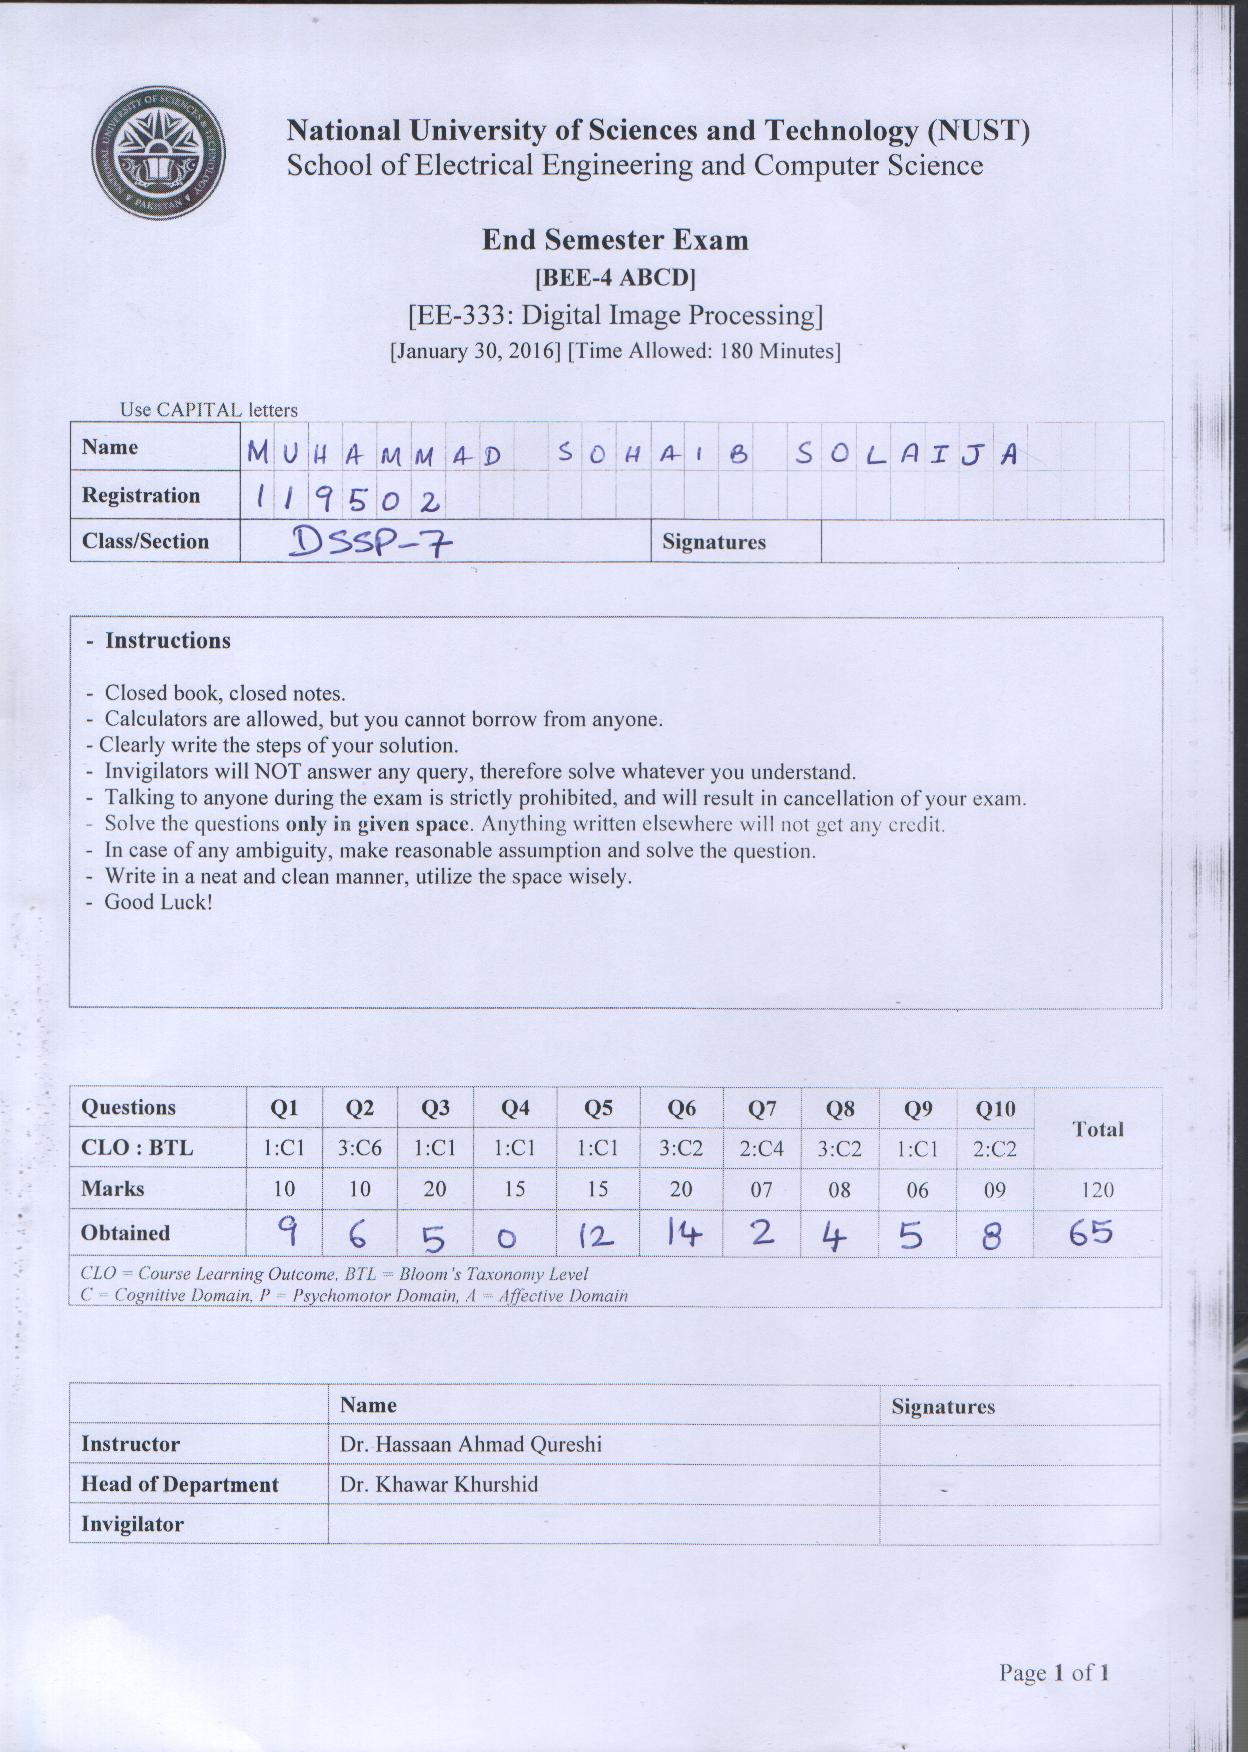 NATIONAL UNIVERSITY OF SCIENCES & TECHNOLOGY
PAKISTAN
National University of Sciences and Technology (NUST)
School of Electrical Engineering and Computer Science
End Semester Exam
[BEE-4 ABCD]
[EE-333: Digital Image Processing]
[January 30, 2016] [Time Allowed: 180 Minutes]
Use CAPITAL letters
Name MUHAMMAD SOHAIB SOLAIJA
Registration 119502
Class/Section DSSP-7 Signatures
- Instructions
- Closed book, closed notes.
- Calculators are allowed, but you cannot borrow from anyone.
- Clearly write the steps of your solution.
- Invigilators will NOT answer any query, therefore solve whatever you understand.
- Talking to anyone during the exam is strictly prohibited, and will result in cancellation of your exam.
- Solve the questions only in given space. Anything written elsewhere will not get any credit.
- In case of any ambiguity, make reasonable assumption and solve the question.
- Write in a neat and clean manner, utilize the space wisely.
- Good Luck!
Questions Q1 Q2 Q3 Q4 Q5 Q6 Q7 Q8 Q9 Q10 Total
CLO : BTL 1:C1 3:C6 1:C1 1:C1 1:C1 3:C2 2:C4 3:C2 1:C1 2:C2
Marks 10 10 20 15 15 20 07 08 06 09 120
Obtained 9 6 5 0 12 14 2 4 5 8 65
CLO = Course Learning Outcome, BTL = Bloom's Taxonomy Level
C = Cognitive Domain, P = Psychomotor Domain, A = Affective Domain
Name Signatures
Instructor Dr. Hassaan Ahmad Qureshi
Head of Department Dr. Khawar Khurshid
Invigilator
Page 1 of 1